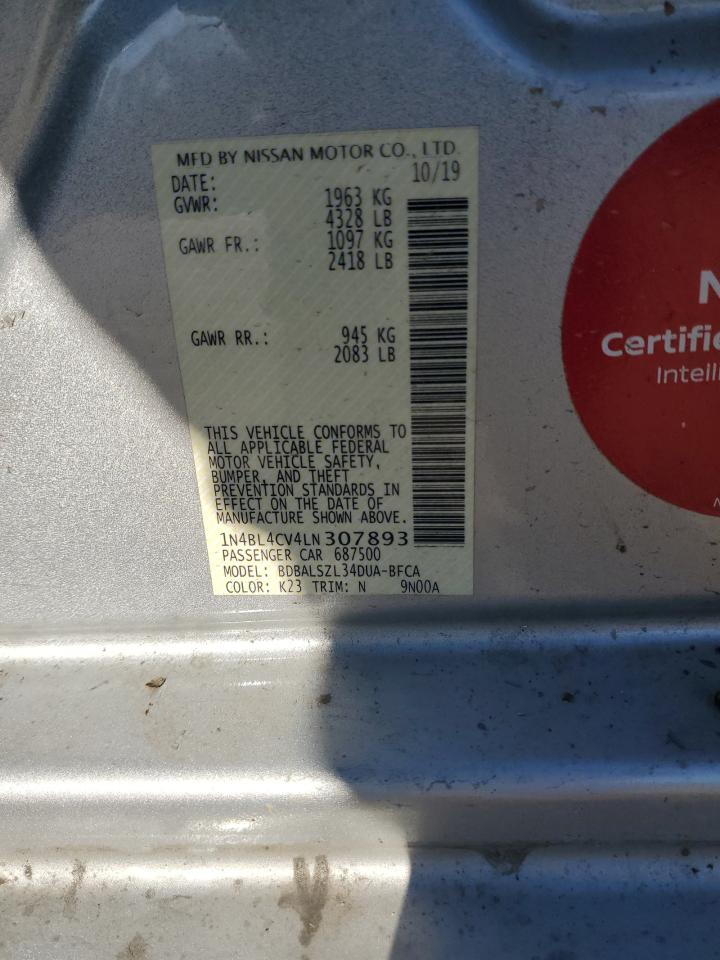 MFD BY NISSAN MOTOR CO., LTD.
DATE: 10/19
GVWR: 1963 KG
4328 LB
GAWR FR.: 1097 KG
2418 LB
GAWR RR.: 945 KG
2083 LB
THIS VEHICLE CONFORMS TO
ALL APPLICABLE FEDERAL
MOTOR VEHICLE SAFETY,
BUMPER, AND THEFT
PREVENTION STANDARDS IN
EFFECT ON THE DATE OF
MANUFACTURE SHOWN ABOVE.
1N4BL4CV4LN307893
PASSENGER CAR 687500
MODEL: BDBALSZL34DUA-BFCA
COLOR: K23 TRIM: N 9N00A
N
Certifie
Intelli